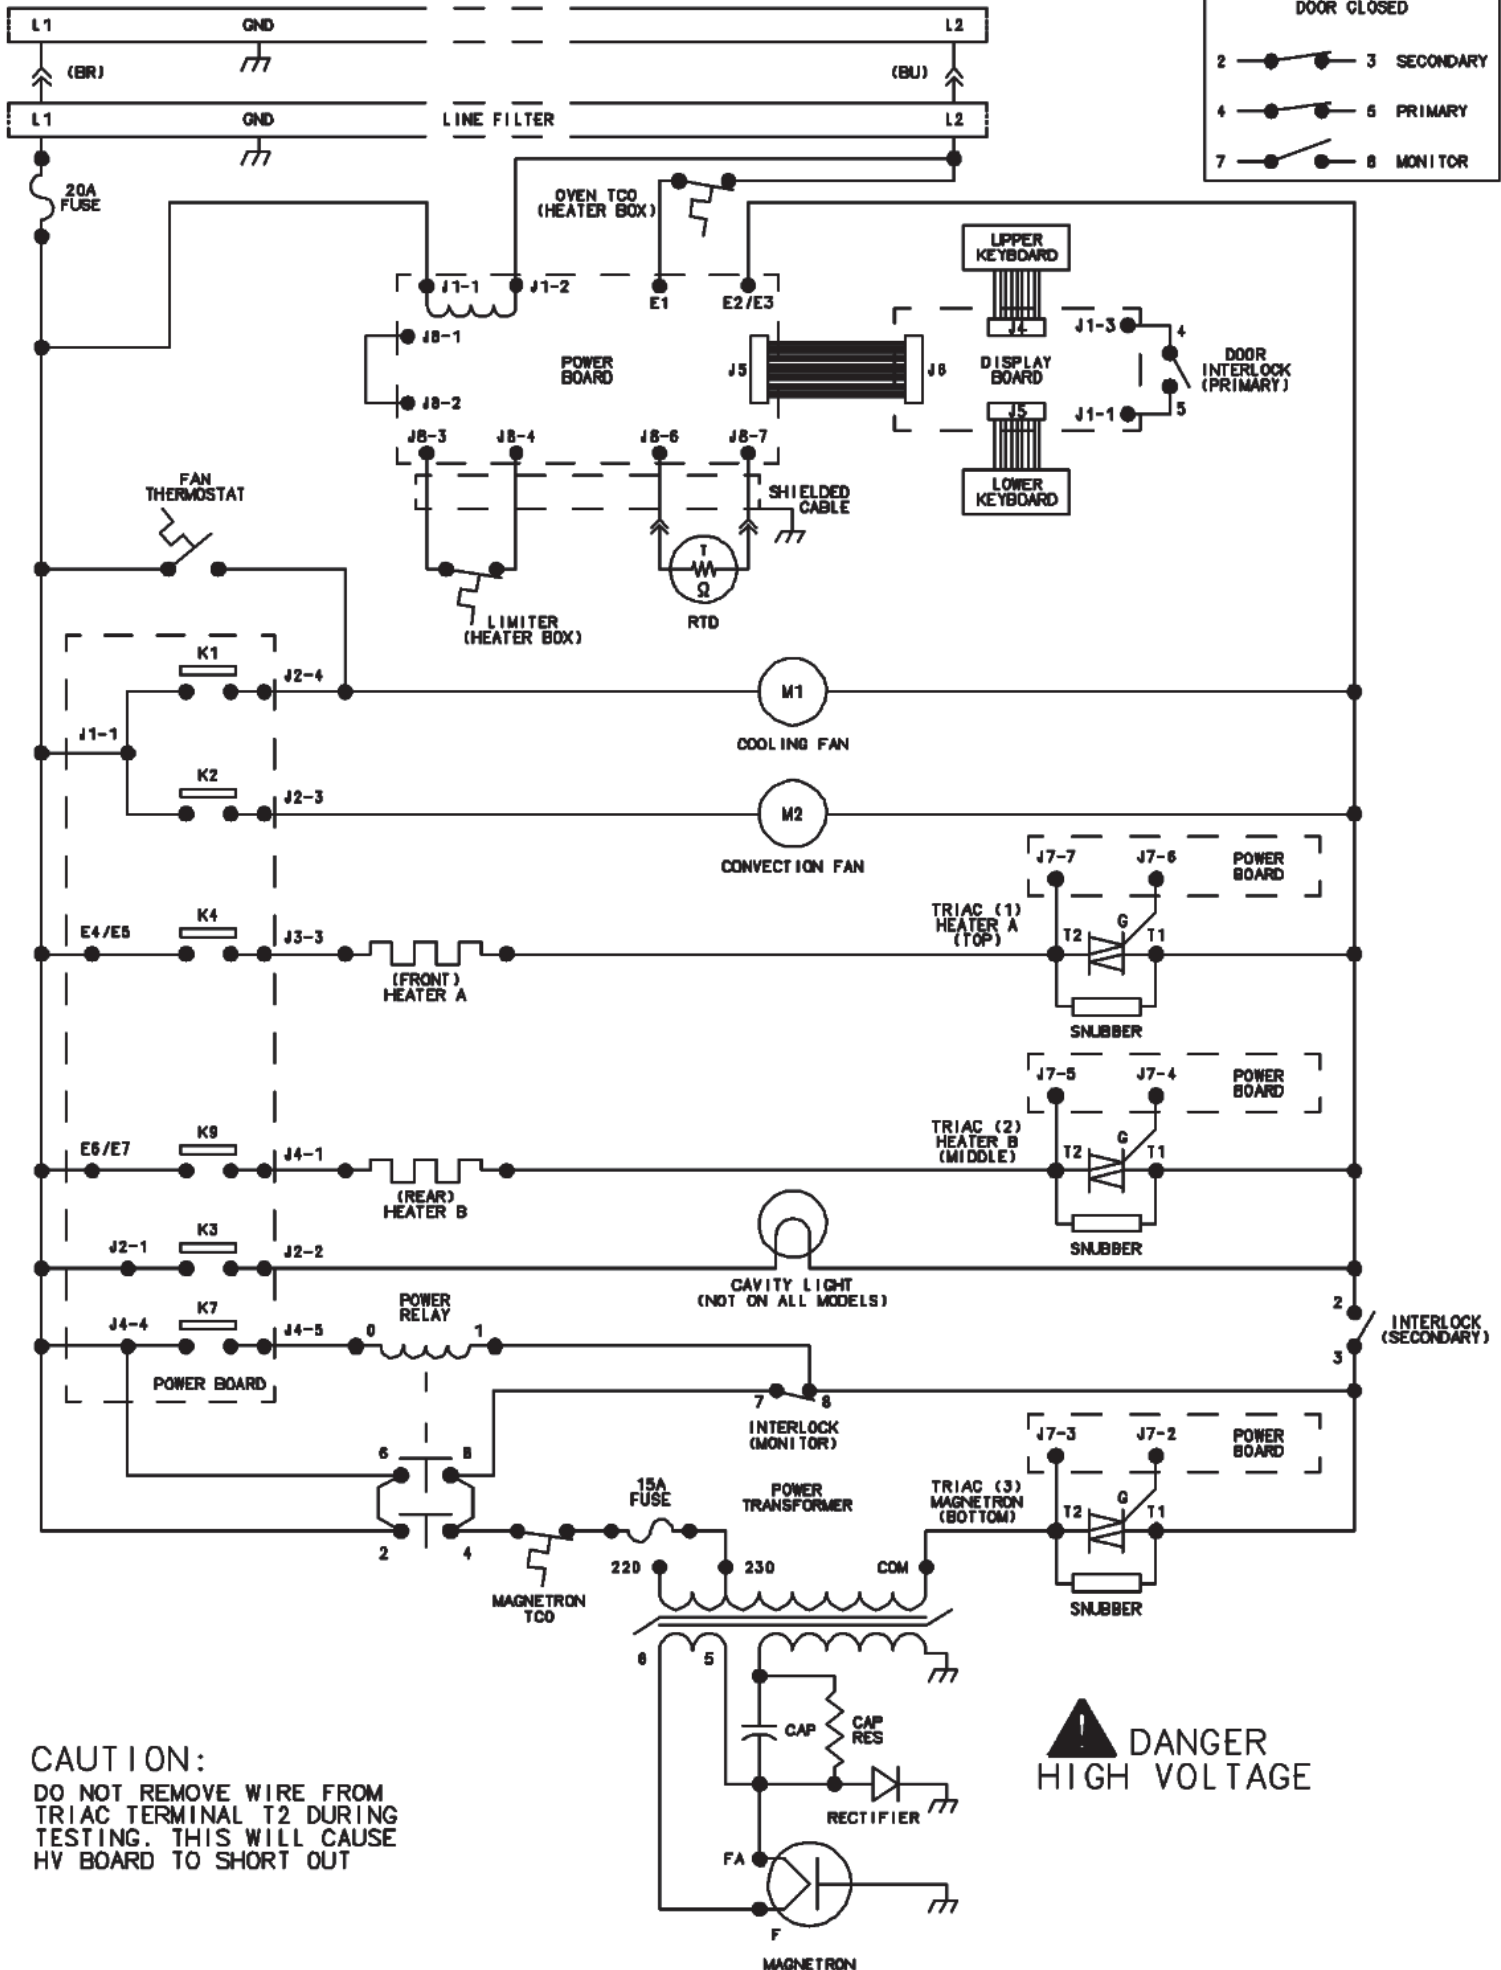 DOOR CLOSED
L1 GND L2
(BR) (BU)
2 3 SECONDARY
L1 GND LINE FILTER L2
4 5 PRIMARY
7 8 MONITOR
20A
FUSE
OVEN TCO
(HEATER BOX)
UPPER
KEYBOARD
J1-1 J1-2 E1 E2/E3
J8-1
J4 J1-3 4
POWER
BOARD
J5 J6
DISPLAY
BOARD
DOOR
INTERLOCK
(PRIMARY)
J8-2
J5 J1-1 5
J8-3 J8-4 J8-6 J8-7
LOWER
KEYBOARD
SHIELDED
CABLE
FAN
THERMOSTAT
T
Ω
RTD
LIMITER
(HEATER BOX)
K1
J2-4
M1
COOLING FAN
J1-1
K2
J2-3
M2
CONVECTION FAN
J7-7 J7-6 POWER
BOARD
TRIAC (1)
HEATER A
(TOP)
T2 G T1
SNUBBER
E4/E5 K4 J3-3
(FRONT)
HEATER A
J7-5 J7-4 POWER
BOARD
TRIAC (2)
HEATER B
(MIDDLE)
T2 G T1
SNUBBER
E6/E7 K9 J4-1
(REAR)
HEATER B
J2-1 K3 J2-2
CAVITY LIGHT
(NOT ON ALL MODELS)
POWER
RELAY
2
INTERLOCK
(SECONDARY)
3
J4-4 K7 J4-5 0 1
POWER BOARD
7 8
INTERLOCK
(MONITOR)
J7-3 J7-2 POWER
BOARD
6 8
15A
FUSE
POWER
TRANSFORMER
TRIAC (3)
MAGNETRON
(BOTTOM)
T2 G T1
SNUBBER
2 4
220 230 COM
MAGNETRON
TCO
6 5
CAP
CAP
RES
RECTIFIER
DANGER
HIGH VOLTAGE
CAUTION:
DO NOT REMOVE WIRE FROM
TRIAC TERMINAL T2 DURING
TESTING. THIS WILL CAUSE
HV BOARD TO SHORT OUT
FA
F
MAGNETRON